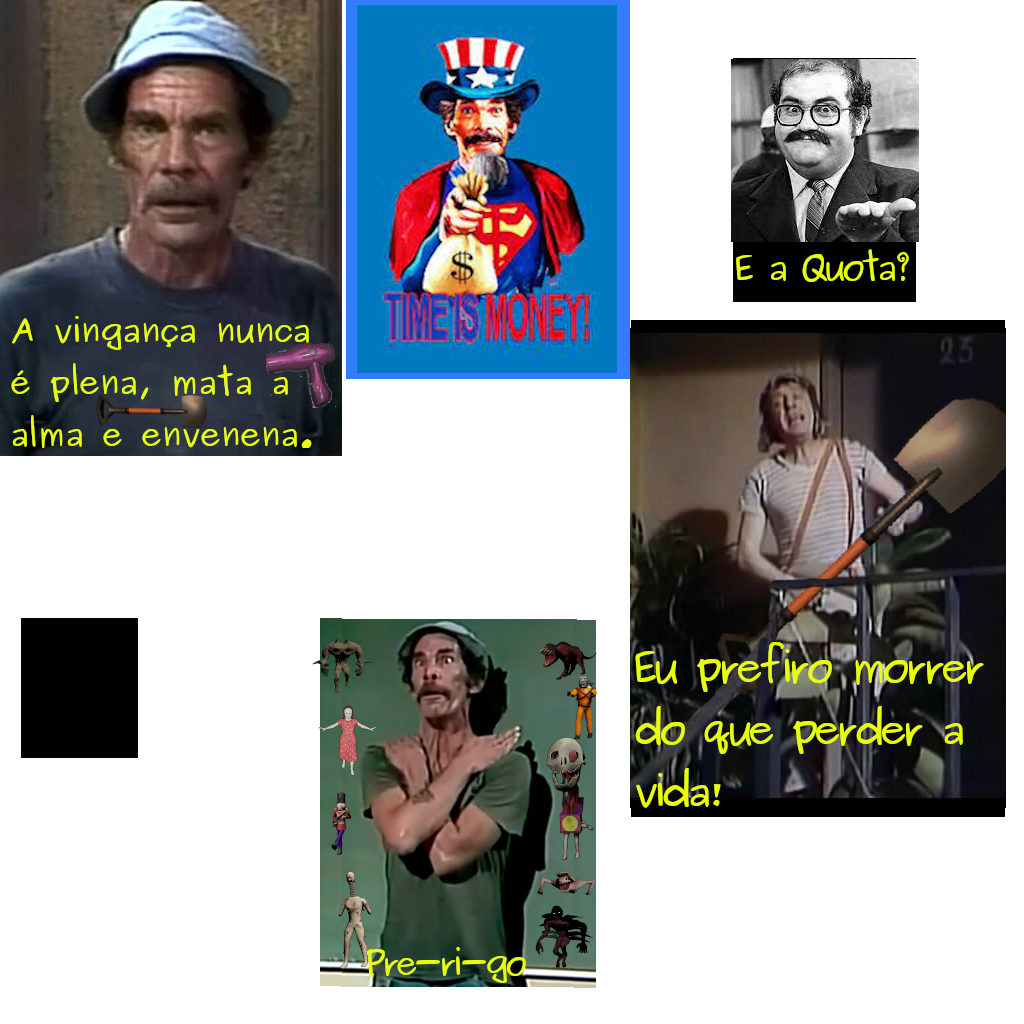 A vingança nunca
é plena, mata a
alma e envenena.
$
TIME IS MONEY!
E a Quota?
23
Eu prefiro morrer
do que perder a
vida!
Pre-ri-go